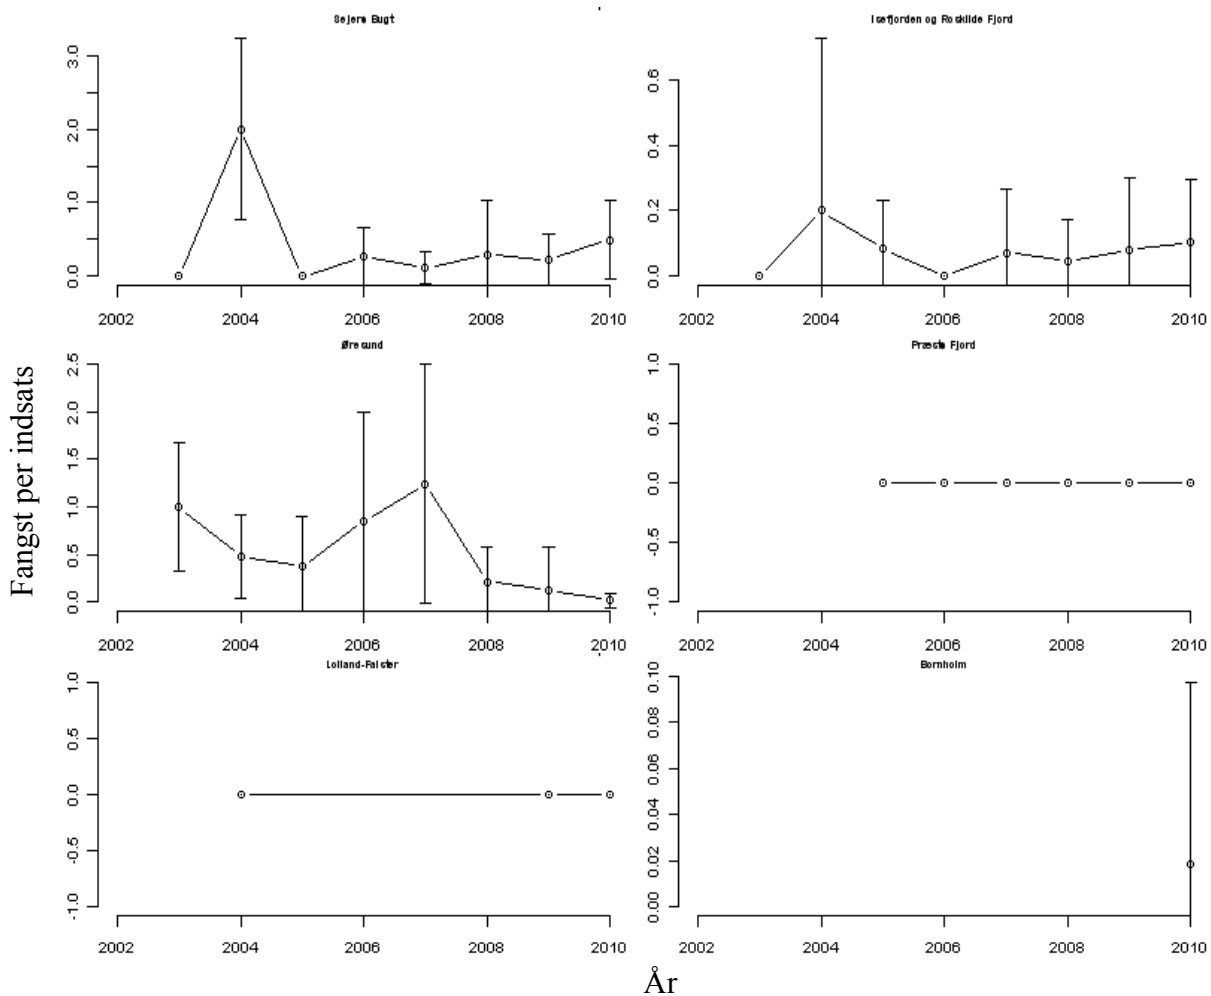 Sejerø Bugt
3.0
2.0
1.0
0.0
2002 2004 2006 2008 2010
Isefjorden og Roskilde Fjord
0.6
0.4
0.2
0.0
2002 2004 2006 2008 2010
Fangst per indsats
Øresund
2.5
2.0
1.5
1.0
0.5
0.0
2002 2004 2006 2008 2010
Præstø Fjord
1.0
0.5
0.0
-0.5
-1.0
2002 2004 2006 2008 2010
Lolland-Falster
1.0
0.5
0.0
-0.5
-1.0
2002 2004 2006 2008 2010
Bornholm
0.10
0.08
0.06
0.04
0.02
0.00
2002 2004 2006 2008 2010
År